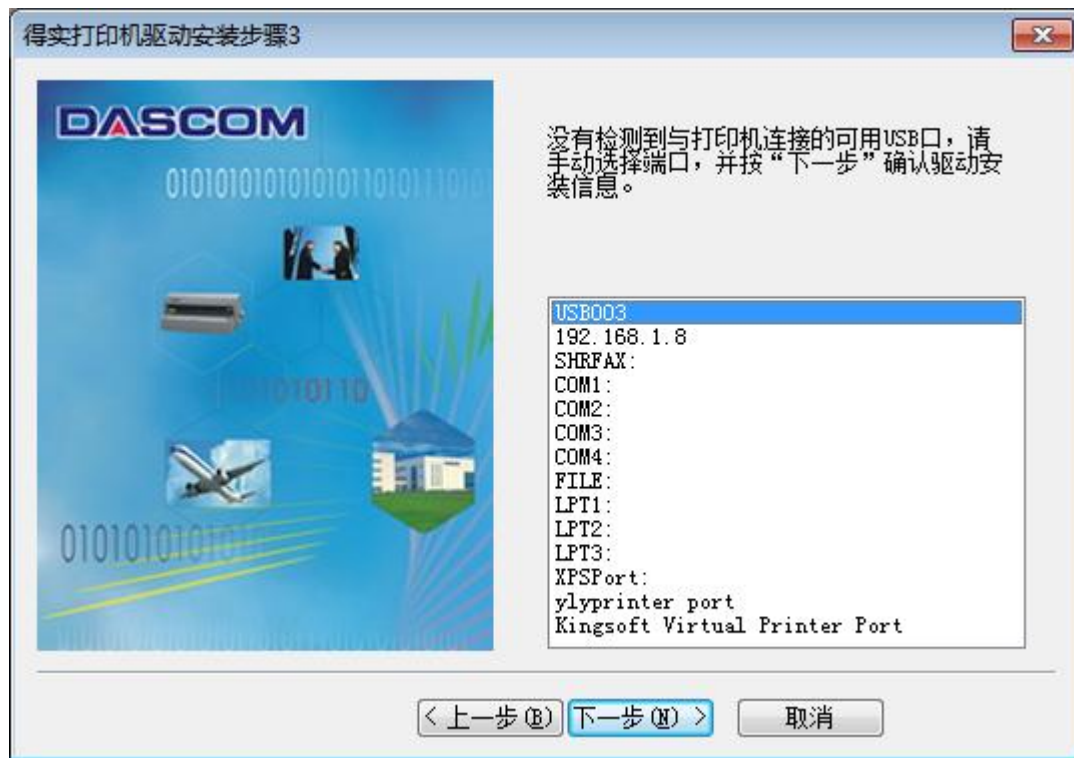 得实打印机驱动安装步骤3
DASCOM
没有检测到与打印机连接的可用USB口，请
手动选择端口，并按“下一步”确认驱动安
装信息。
USB003
192.168.1.8
SHRFAX:
COM1:
COM2:
COM3:
COM4:
FILE:
LPT1:
LPT2:
LPT3:
XPSPort:
ylyprinter port
Kingsoft Virtual Printer Port
< 上一步(B)
下一步(N) >
取消